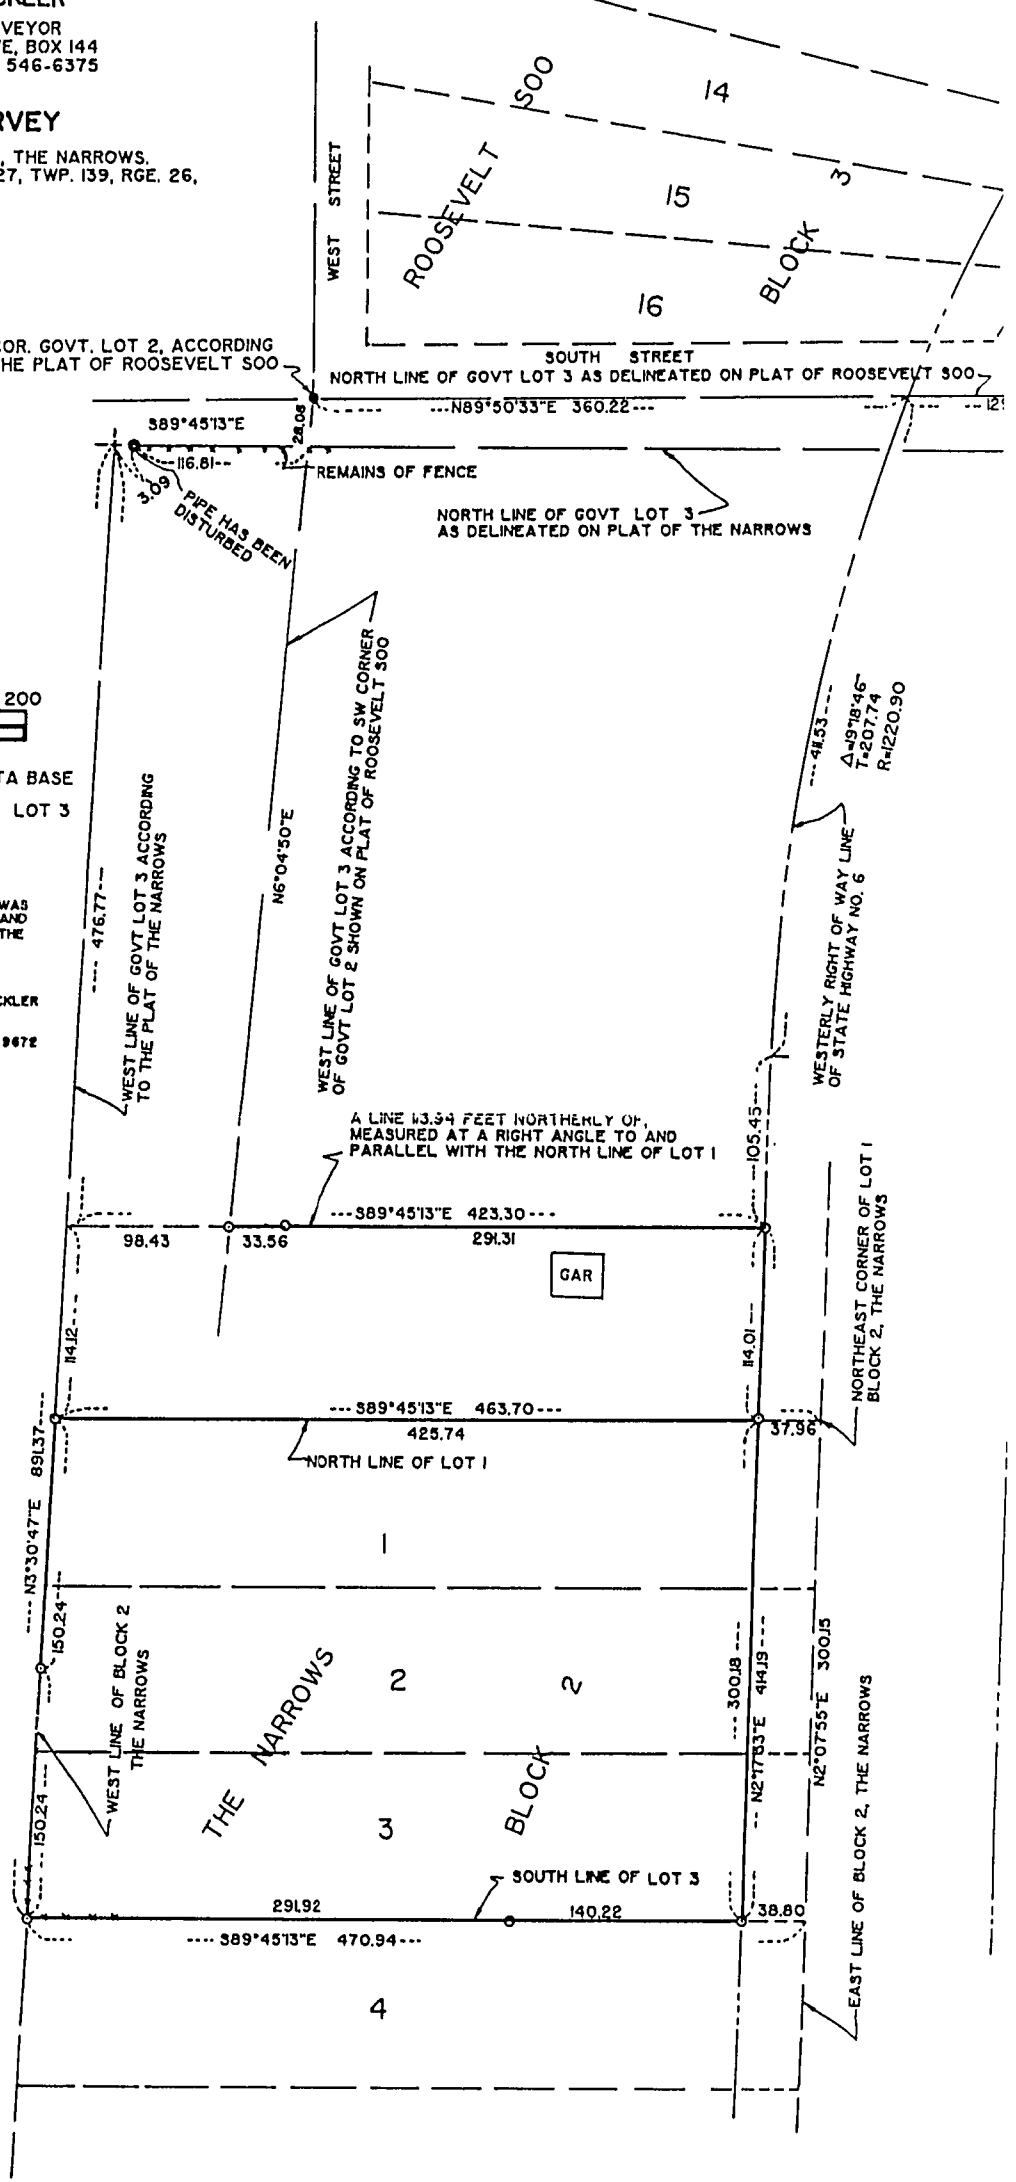 VEYOR
E, BOX 144
546-6375
RVEY
, THE NARROWS.
27, TWP. 139, RGE. 26,
WEST STREET
ROOSEVELT SOO
BLOCK 3
14
15
16
SOUTH STREET
OR. GOVT. LOT 2, ACCORDING
HE PLAT OF ROOSEVELT SOO
NORTH LINE OF GOVT LOT 3 AS DELINEATED ON PLAT OF ROOSEVELT SOO
N89°50'33"E 360.22
129
S89°45'13"E
28.08
116.81
3.09
REMAINS OF FENCE
PIPE HAS BEEN
DISTURBED
NORTH LINE OF GOVT LOT 3
AS DELINEATED ON PLAT OF THE NARROWS
200
TA BASE
LOT 3
WAS
AND
THE
CKLER
9672
476.77
WEST LINE OF GOVT LOT 3 ACCORDING
TO THE PLAT OF THE NARROWS
N6°04'50"E
WEST LINE OF GOVT LOT 3 ACCORDING TO SW CORNER
OF GOVT LOT 2 SHOWN ON PLAT OF ROOSEVELT SOO
411.53
Δ=19°18'46"
T=207.74
R=1220.90
WESTERLY RIGHT OF WAY LINE
OF STATE HIGHWAY NO. 6
105.45
A LINE 113.94 FEET NORTHERLY OF,
MEASURED AT A RIGHT ANGLE TO AND
PARALLEL WITH THE NORTH LINE OF LOT 1
S89°45'13"E 423.30
98.43
33.56
291.31
GAR
114.12
114.01
NORTHEAST CORNER OF LOT 1
BLOCK 2, THE NARROWS
S89°45'13"E 463.70
425.74
37.96
NORTH LINE OF LOT 1
N3°30'47"E 891.37
1
150.24
WEST LINE OF BLOCK 2
THE NARROWS
2
THE NARROWS
BLOCK 2
300.18
N2°17'33"E 414.19
N2°07'55"E 300.15
150.24
3
SOUTH LINE OF LOT 3
291.92
140.22
38.80
S89°45'13"E 470.94
EAST LINE OF BLOCK 2, THE NARROWS
4